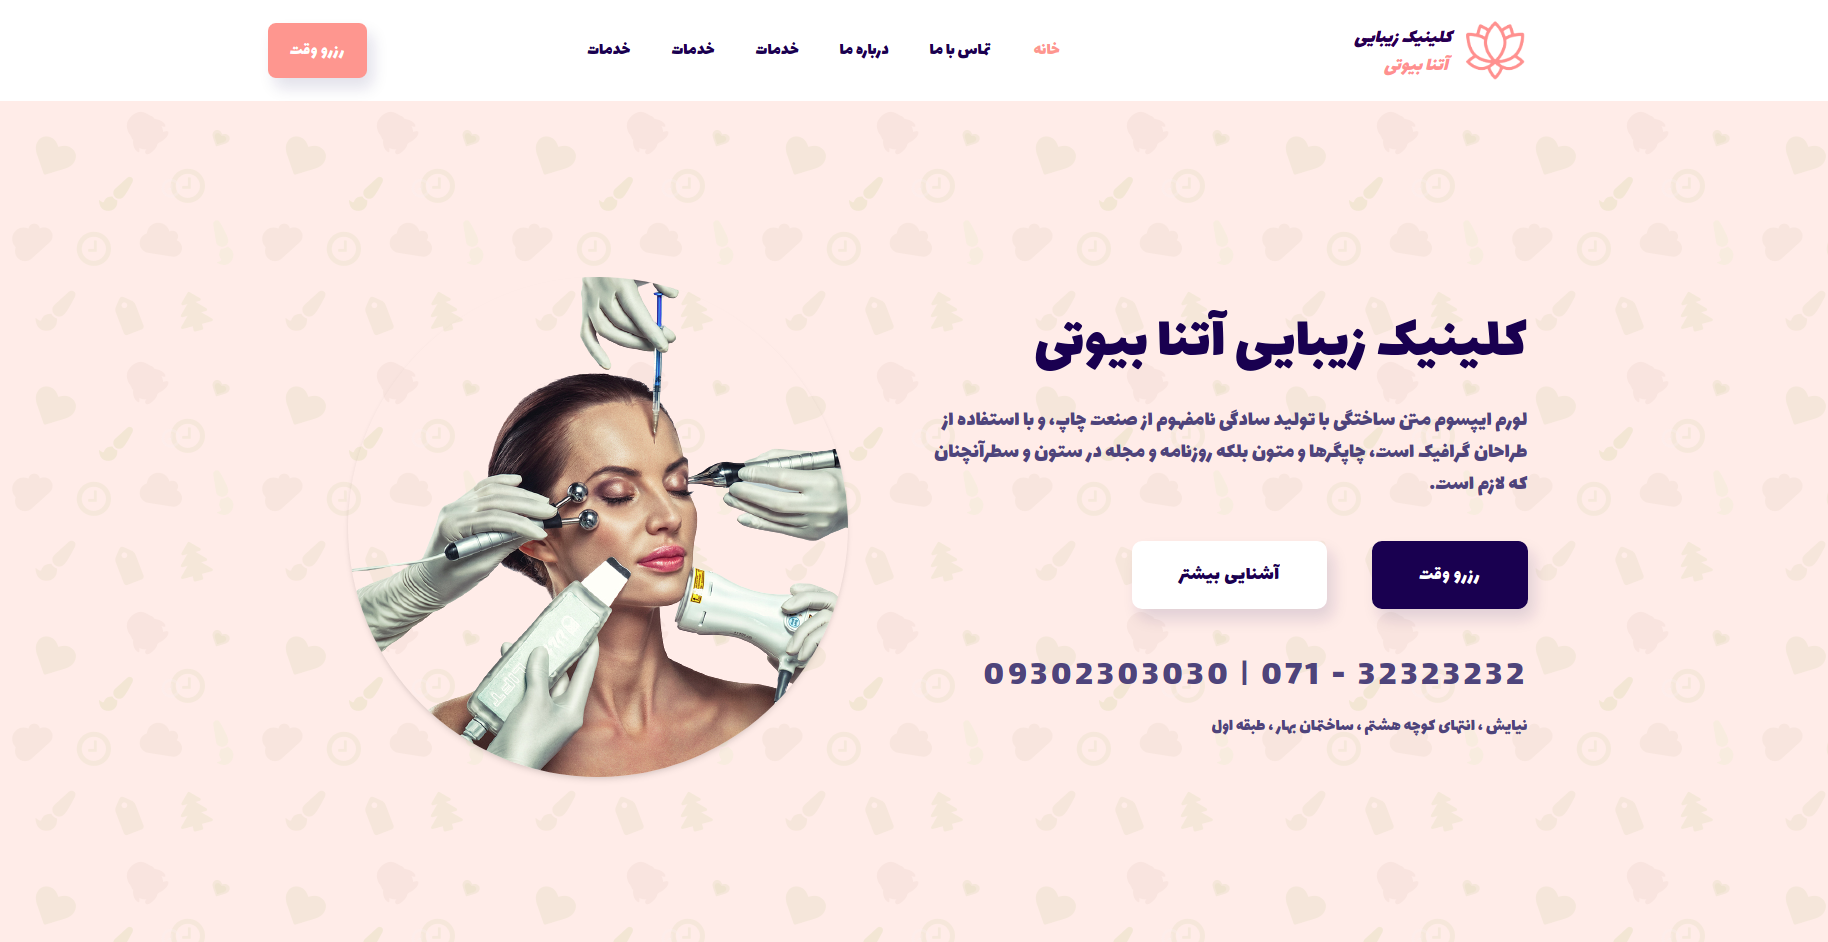 کلینیک زیبایی
آتنا بیوتی
خانه
تماس با ما
درباره ما
خدمات
خدمات
خدمات
رزرو وقت
کلینیک زیبایی آتنا بیوتی
لورم ایپسوم متن ساختگی با تولید سادگی نامفهوم از صنعت چاپ، و با استفاده از
طراحان گرافیک است، چاپگرها و متون بلکه روزنامه و مجله در ستون و سطرآنچنان
که لازم است.
رزرو وقت
آشنایی بیشتر
09302303030 | 071 - 32323232
نیایش ، انتهای کوچه هشتم ، ساختمان بهار ، طبقه اول